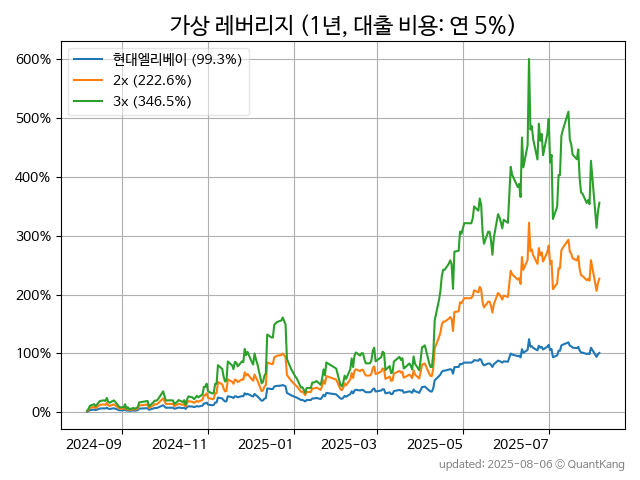 가상 레버리지 (1년, 대출 비용: 연 5%)
600%
500%
400%
300%
200%
100%
0%
현대엘리베이 (99.3%)
2x (222.6%)
3x (346.5%)
2024-09
2024-11
2025-01
2025-03
2025-05
2025-07
updated: 2025-08-06 © QuantKang